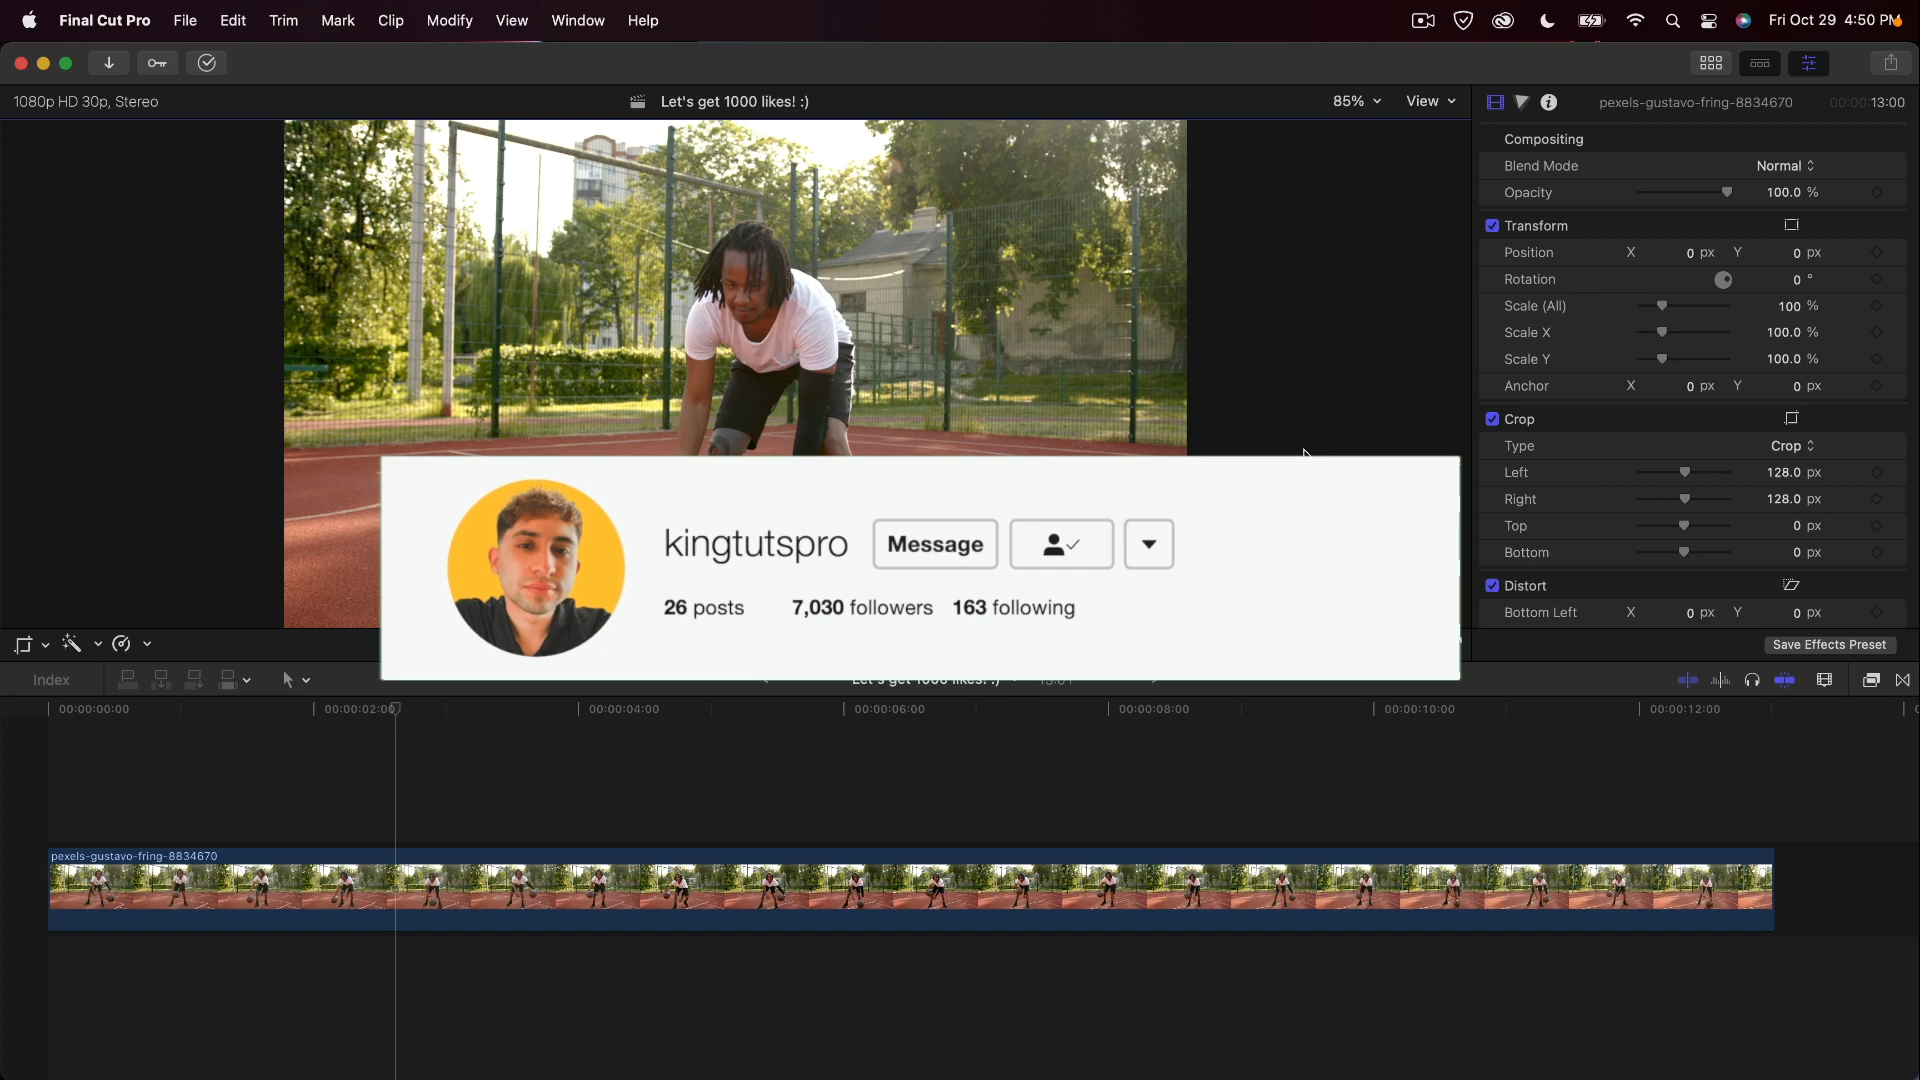 Final Cut Pro File Edit Trim Mark Clip Modify View Window Help Fri Oct 29 4:50 PM
1080p HD 30p, Stereo Let's get 1000 likes! :) 85% View pexels-gustavo-fring-8834670 00:00:13:00
Compositing
Blend Mode Normal
Opacity 100.0 %
Transform
Position X 0 px Y 0 px
Rotation 0 °
Scale (All) 100 %
Scale X 100.0 %
Scale Y 100.0 %
Anchor X 0 px Y 0 px
Crop
Type Crop
Left 128.0 px
Right 128.0 px
Top 0 px
Bottom 0 px
Distort
Bottom Left X 0 px Y 0 px
Save Effects Preset
kingtutspro Message
26 posts 7,030 followers 163 following
Index Let's get 1000 likes! :)
00:00:00:00 00:00:02:00 00:00:04:00 00:00:06:00 00:00:08:00 00:00:10:00 00:00:12:00
pexels-gustavo-fring-8834670